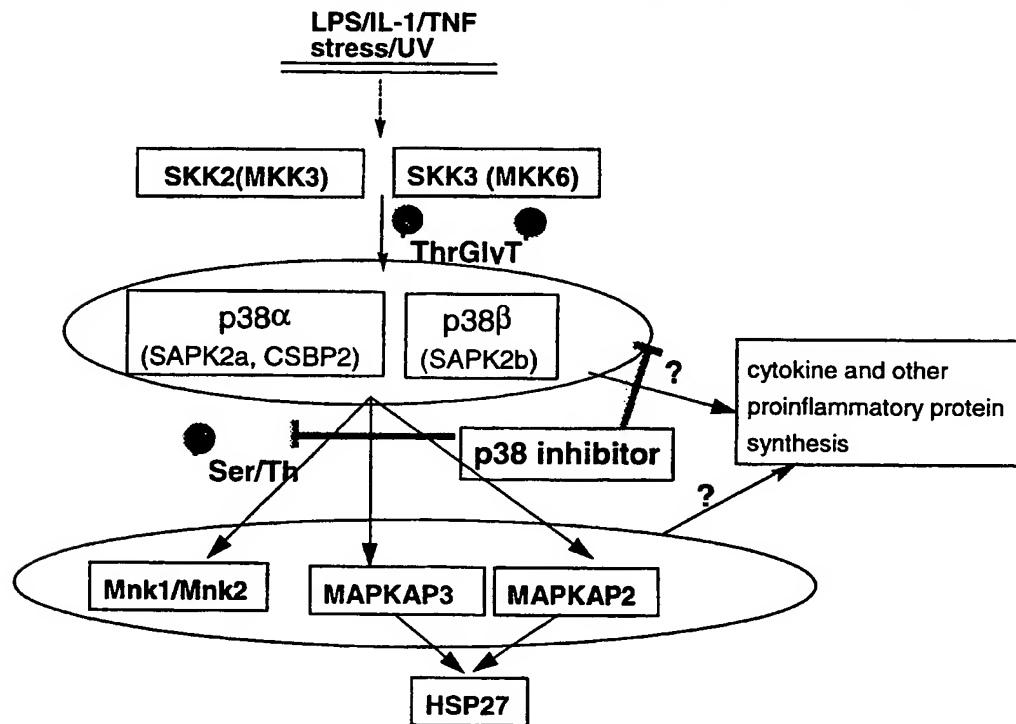 LPS/IL-1/TNF
stress/UV
SKK2(MKK3)
SKK3 (MKK6)
ThrGlyT
p38α
(SAPK2a, CSBP2)
p38β
(SAPK2b)
?
cytokine and other
proinflammatory protein
synthesis
p38 inhibitor
Ser/Th
?
Mnk1/Mnk2
MAPKAP3
MAPKAP2
HSP27